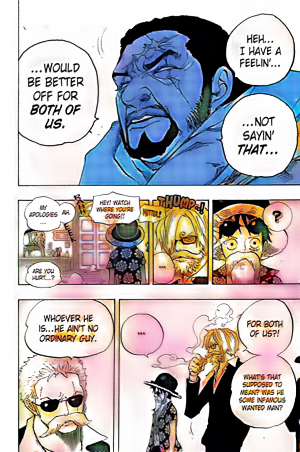 HEH...
I HAVE
A
FEELIN'...
...NOT
SAYIN'
THAT...
...WOULD
BE BETTER
OFF FOR
BOTH OF
US.
?
THUMP..!
HEY! WATCH
WHERE YOU'RE
GOING!!
AH..
MY
APOLOGIES
ARE YOU
HURT...?
FOR BOTH
OF US?!
WHAT'S THAT
SUPPOSED TO
MEAN? WAS HE
SOME INFAMOUS
WANTED MAN?
...
...
WHOEVER HE
IS...HE AIN'T NO
ORDINARY GUY.